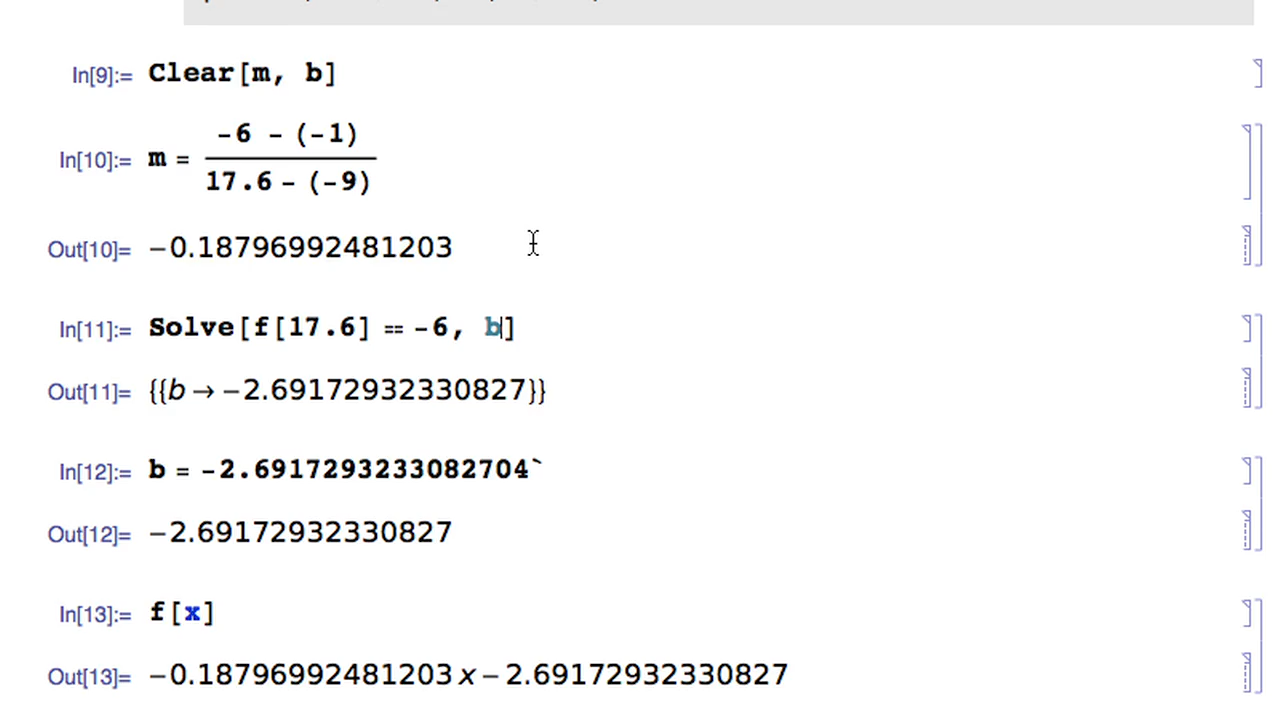 In[9]:= Clear[m, b]
In[10]:= m = \frac{-6 - (-1)}{17.6 - (-9)}
Out[10]= -0.18796992481203
In[11]:= Solve[f[17.6] == -6, b]
Out[11]= {{b → -2.69172932330827}}
In[12]:= b = -2.6917293233082704`
Out[12]= -2.69172932330827
In[13]:= f[x]
Out[13]= -0.18796992481203 x - 2.69172932330827